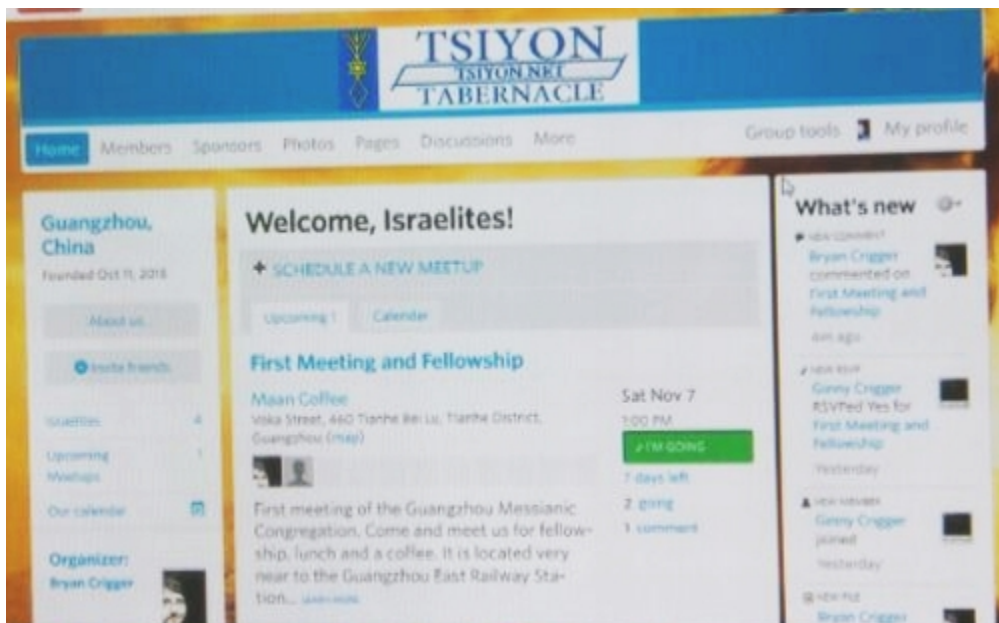 TSIYON
TSIYON.NET
TABERNACLE
Home Members Sponsors Photos Pages Discussions More
Group tools My profile
Guangzhou,
China
Founded Oct 11, 2015
About us...
Invite friends
Israelites 4
Upcoming 1
Meetups
Our calendar
Organizer:
Bryan Crigger
Welcome, Israelites!
+ SCHEDULE A NEW MEETUP
Upcoming 1 Calendar
First Meeting and Fellowship
Maan Coffee
Voka Street, 460 Tianhe Bei Lu, Tianhe District,
Guangzhou (map)
First meeting of the Guangzhou Messianic
Congregation. Come and meet us for fellow-
ship, lunch and a coffee. It is located very
near to the Guangzhou East Railway Sta-
tion... LEARN MORE
Sat Nov 7
1:00 PM
I'M GOING
7 days left
2 going
1 comment
What's new
NEW COMMENT
Bryan Crigger
commented on
First Meeting and
Fellowship
ago
NEW RSVP
Ginny Crigger
RSVPed Yes for
First Meeting and
Fellowship
Yesterday
NEW MEMBER
Ginny Crigger
joined
Yesterday
NEW FILE
Bryan Crigger